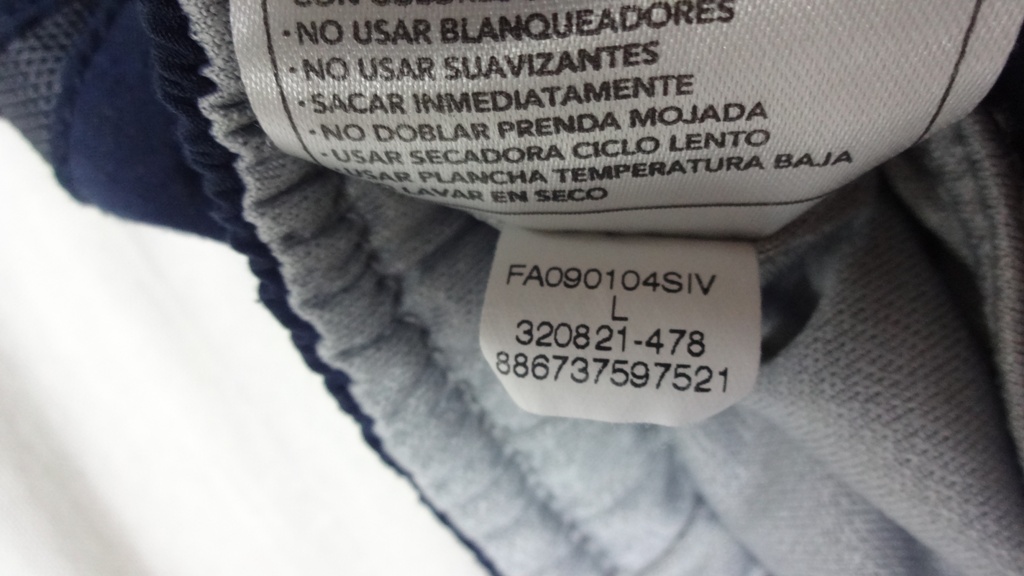 ·NO USAR BLANQUEADORES
·NO USAR SUAVIZANTES
·SACAR INMEDIATAMENTE
·NO DOBLAR PRENDA MOJADA
·USAR SECADORA CICLO LENTO
USAR PLANCHA TEMPERATURA BAJA
LAVAR EN SECO
FA090104SIV
L
320821-478
886737597521